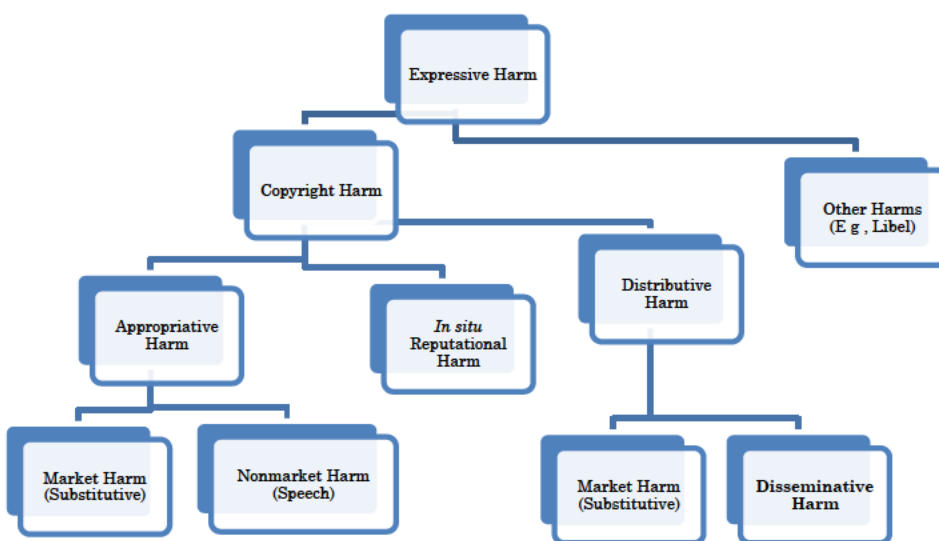 Expressive Harm
Copyright Harm
Other Harms
(E g , Libel)
Appropriative
Harm
In situ
Reputational
Harm
Distributive
Harm
Market Harm
(Substitutive)
Nonmarket Harm
(Speech)
Market Harm
(Substitutive)
Disseminative
Harm